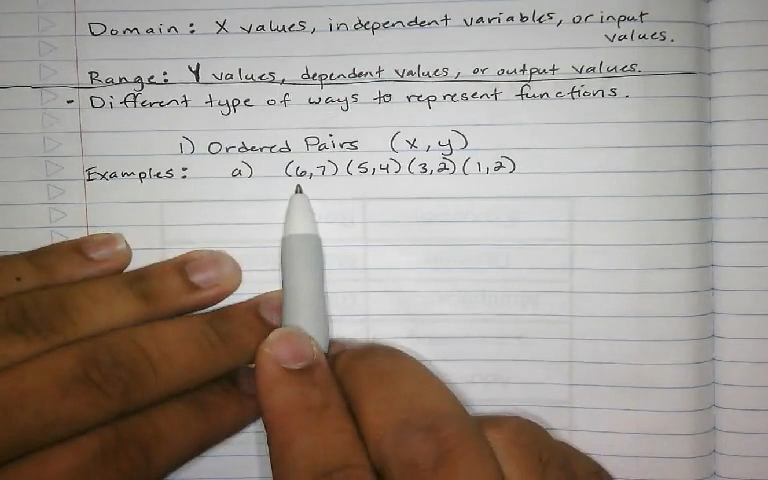 Domain: X values, independent variables, or input
values.
Range: Y values, dependent values, or output values.
- Different type of ways to represent functions.
1) Ordered Pairs (x,y)
Examples: a) (6,7) (5,4) (3,2) (1,2)